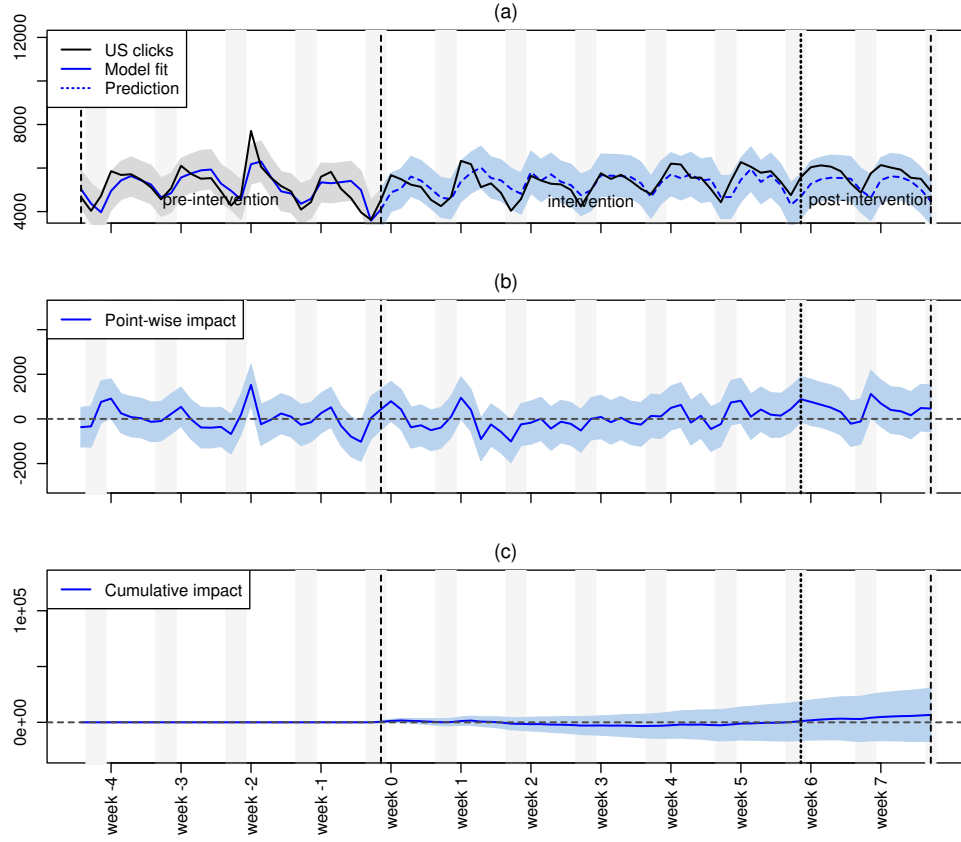 (a)
12000
8000
4000
US clicks
Model fit
Prediction
pre-intervention
intervention
post-intervention
(b)
2000
0
-2000
Point-wise impact
(c)
1e+05
0e+00
Cumulative impact
week -4
week -3
week -2
week -1
week 0
week 1
week 2
week 3
week 4
week 5
week 6
week 7